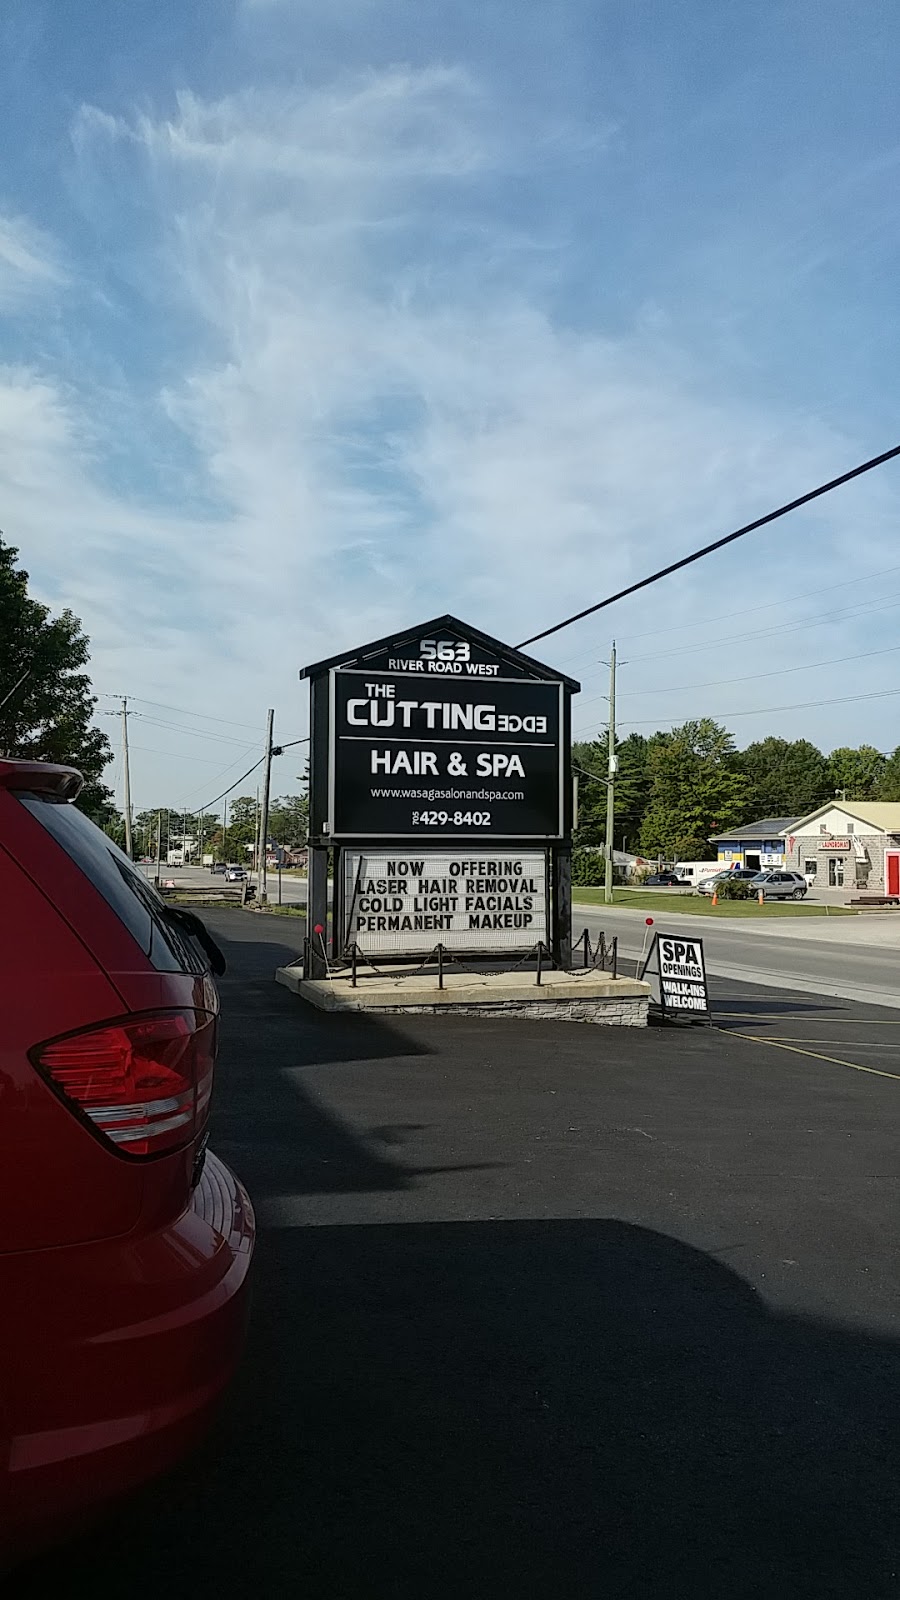 563
RIVER ROAD WEST
THE
CUTTING EDGE
HAIR & SPA
www.wasagasalonandspa.com
705 429-8402
NOW OFFERING
LASER HAIR REMOVAL
COLD LIGHT FACIALS
PERMANENT MAKEUP
SPA
OPENINGS
WALK-INS
WELCOME
LAUNDROMAT